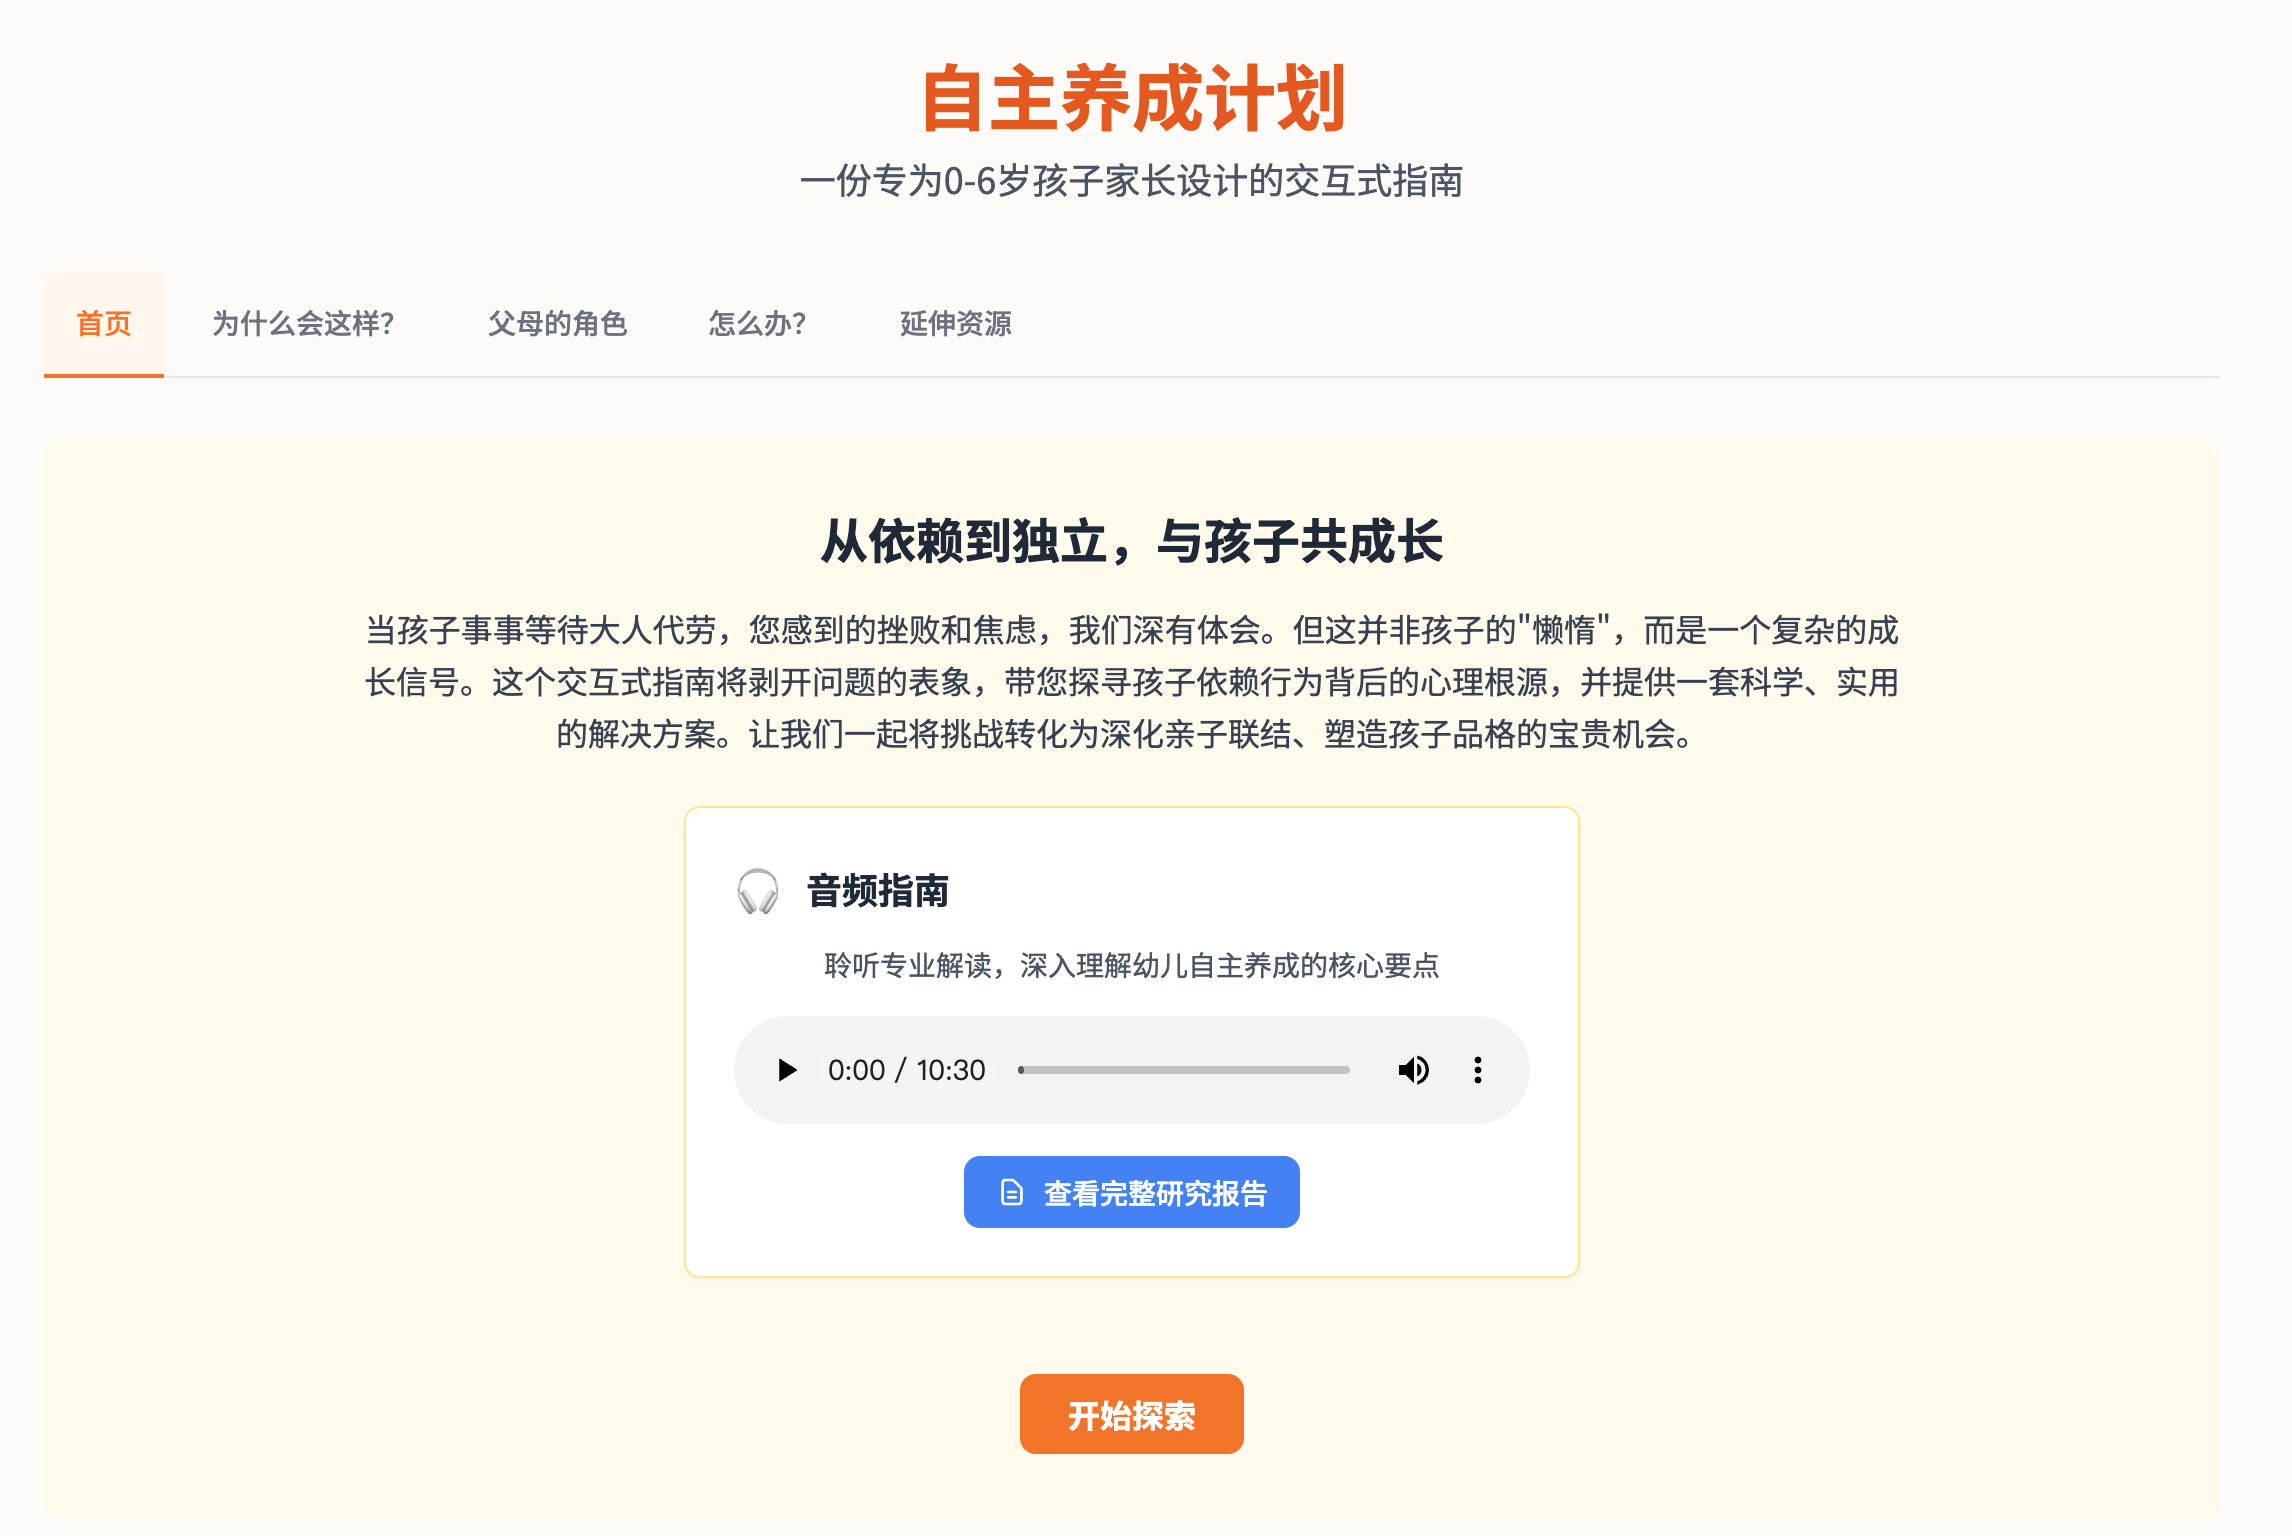 自主养成计划
一份专为0-6岁孩子家长设计的交互式指南
首页
为什么会这样？
父母的角色
怎么办？
延伸资源
从依赖到独立，与孩子共成长
当孩子事事等待大人代劳，您感到的挫败和焦虑，我们深有体会。但这并非孩子的"懒惰"，而是一个复杂的成
长信号。这个交互式指南将剥开问题的表象，带您探寻孩子依赖行为背后的心理根源，并提供一套科学、实用
的解决方案。让我们一起将挑战转化为深化亲子联结、塑造孩子品格的宝贵机会。
音频指南
聆听专业解读，深入理解幼儿自主养成的核心要点
0:00 / 10:30
查看完整研究报告
开始探索